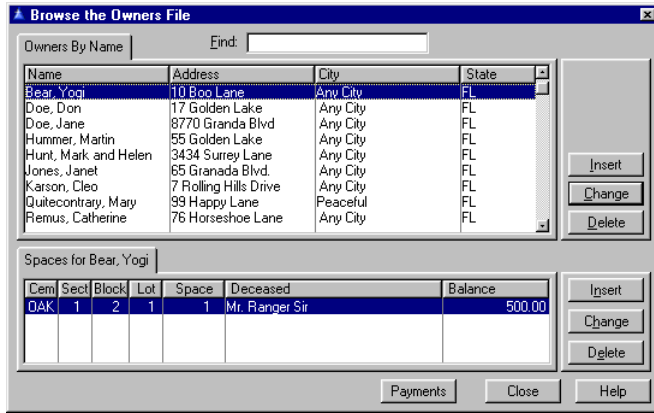 Browse the Owners File
Owners By Name Find:
Name Address City State
Bear, Yogi 10 Boo Lane Any City FL
Doe, Don 17 Golden Lake Any City FL
Doe, Jane 8770 Granda Blvd Any City FL
Hummer, Martin 55 Golden Lake Any City FL
Hunt, Mark and Helen 3434 Surrey Lane Any City FL
Jones, Janet 65 Granada Blvd. Any City FL
Karson, Cleo 7 Rolling Hills Drive Any City FL
Quitecontrary, Mary 99 Happy Lane Peaceful FL
Remus, Catherine 76 Horseshoe Lane Any City FL
Insert
Change
Delete
Spaces for Bear, Yogi
Cem Sect Block Lot Space Deceased Balance
OAK 1 2 1 1 Mr. Ranger Sir 500.00
Insert
Change
Delete
Payments Close Help